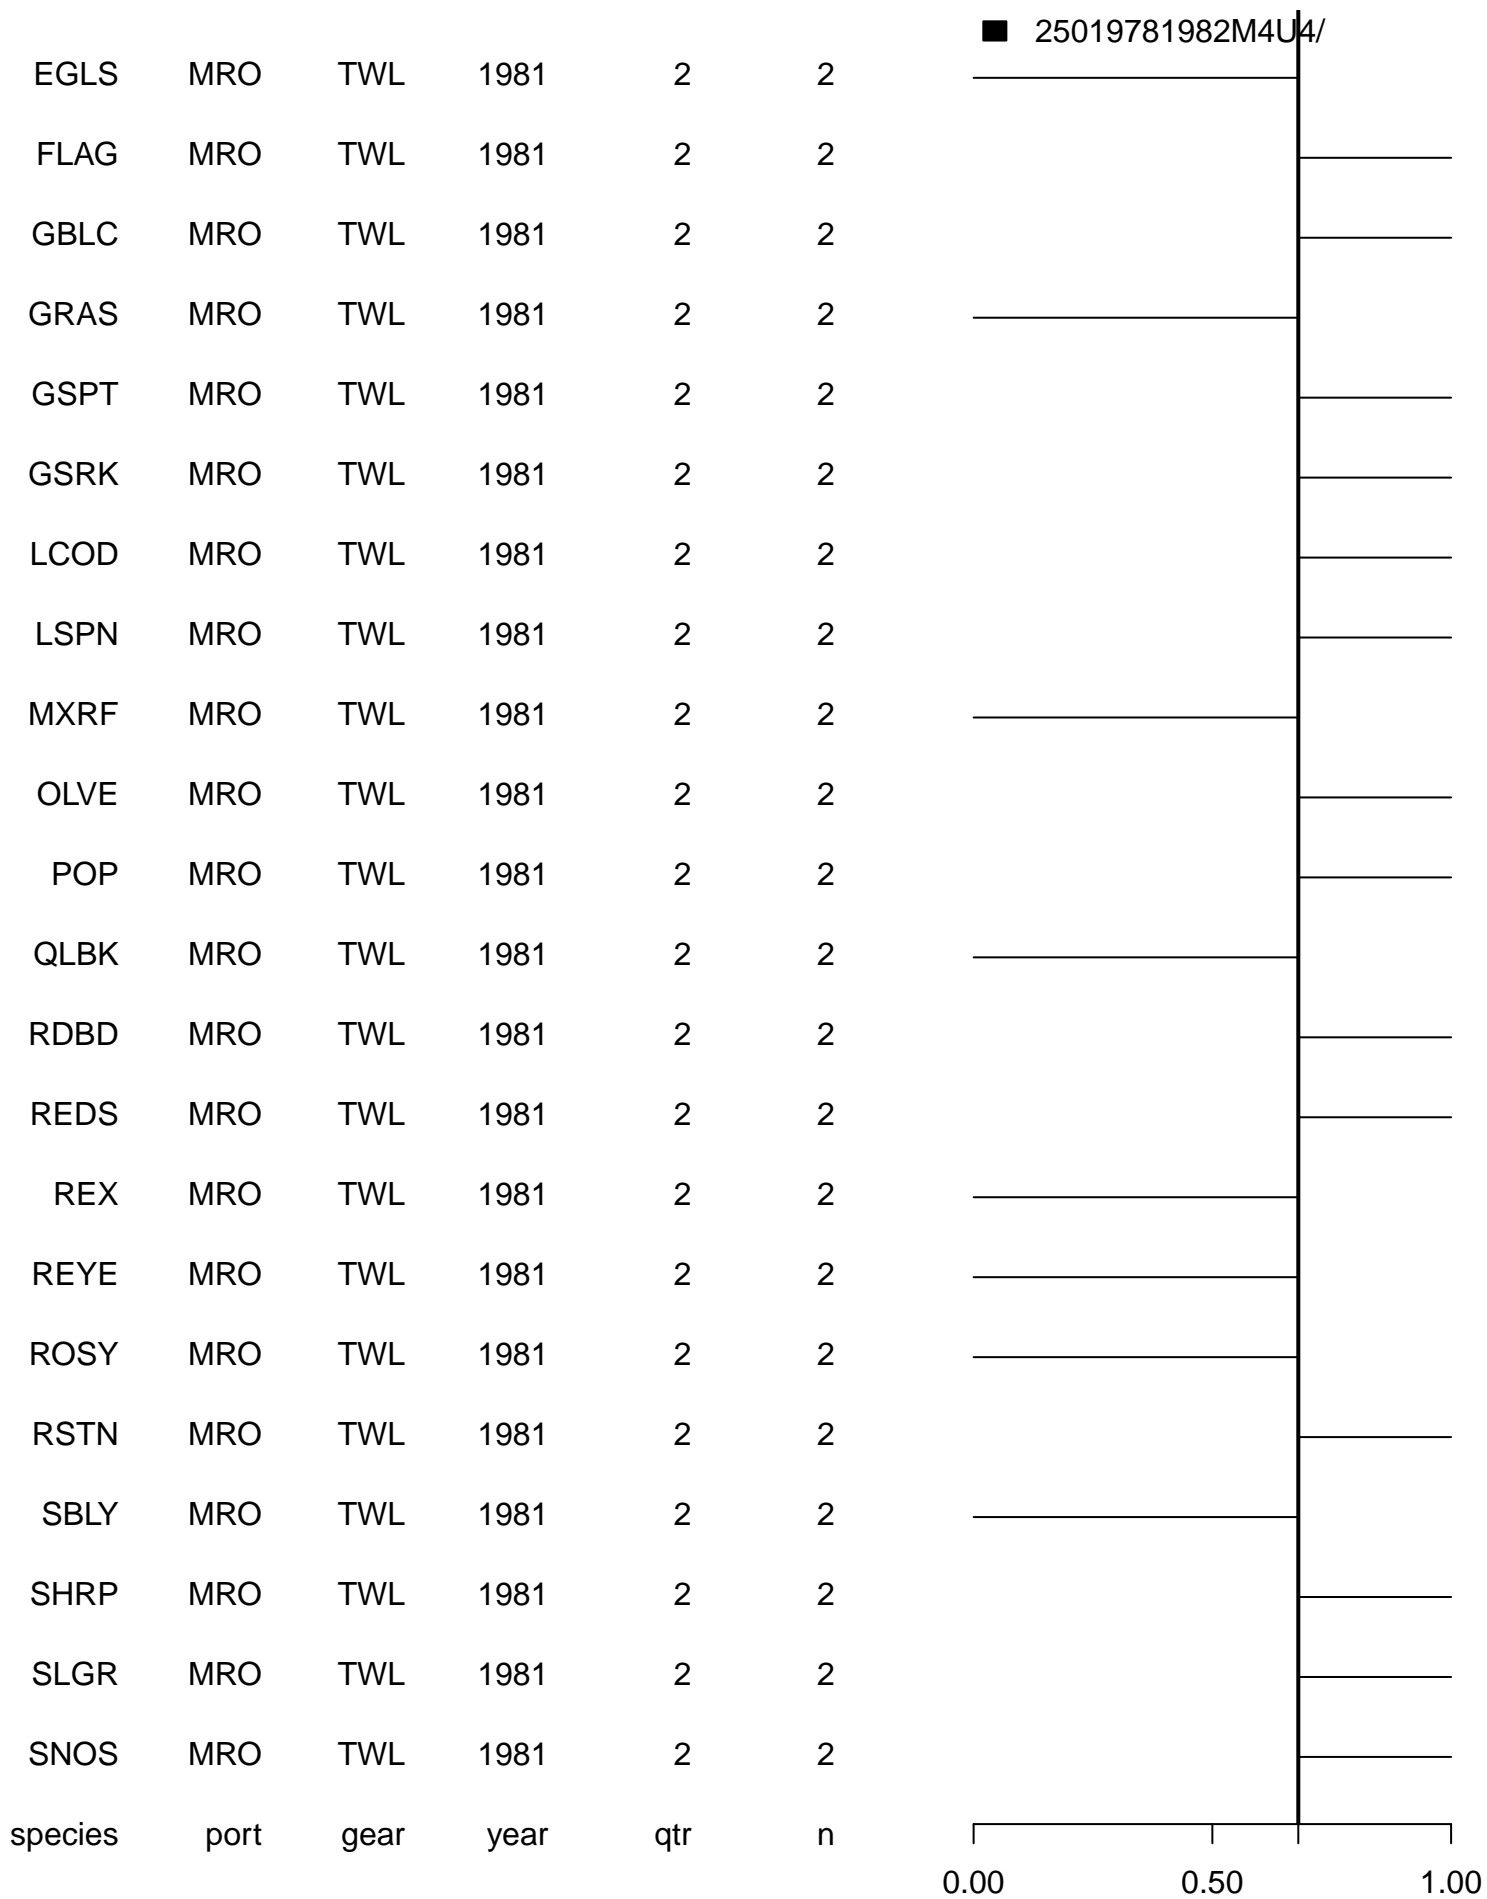 25019781982M4U4/
EGLS MRO TWL 1981 2 2
FLAG MRO TWL 1981 2 2
GBLC MRO TWL 1981 2 2
GRAS MRO TWL 1981 2 2
GSPT MRO TWL 1981 2 2
GSRK MRO TWL 1981 2 2
LCOD MRO TWL 1981 2 2
LSPN MRO TWL 1981 2 2
MXRF MRO TWL 1981 2 2
OLVE MRO TWL 1981 2 2
POP MRO TWL 1981 2 2
QLBK MRO TWL 1981 2 2
RDBD MRO TWL 1981 2 2
REDS MRO TWL 1981 2 2
REX MRO TWL 1981 2 2
REYE MRO TWL 1981 2 2
ROSY MRO TWL 1981 2 2
RSTN MRO TWL 1981 2 2
SBLY MRO TWL 1981 2 2
SHRP MRO TWL 1981 2 2
SLGR MRO TWL 1981 2 2
SNOS MRO TWL 1981 2 2
species port gear year qtr n
0.00 0.50 1.00